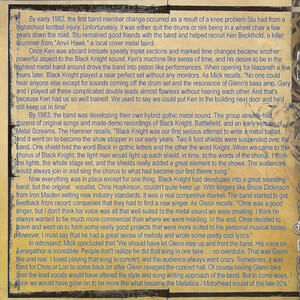 By early 1982, the first band member change occurred as a result of a knee problem Stu had from a
highschool football injury. Unfortunately, it was either quit the drums or risk being in a wheel chair a few
years down the road. Stu remained good friends with the band and helped recruit Ken Beckhold, a killer
drummer from "Anvil Hawk," a local cover metal band.
Once Ken was aboard intricate speedy triplet sections and marked time changes became another
powerful aspect to the Black Knight sound. Ken's machine like sense of time, and his desire to be in the
tightest metal band around drove the band into piston like performances. When opening for Nazareth a few
years later, Black Knight played a near perfect set without any monitors. As Mick recalls, "No one could
hear anyone else except for sounds coming off the drum set and the resonance of Glenn's bass amp. Gary
and I played all these complicated double leads almost flawless without hearing each other. And that's
because Ken had us so well trained. We used to say we could put Ken in the building next door and he'd
still keep us in time"
By 1983, the band was developing their own hybrid gothic metal sound. The group already had
dozens of original songs and made demo recordings of Black Knight, Battlefield, and an early version of
Metal Screams. The Hammer recalls, "Black Knight was our first serious attempt to write a metal ballad,
and it went on to become the show stopper in our early years. Two 6 foot shields were suspended over the
band. One shield had the word Black in gothic letters and the other the word Knight. When we came to the
chorus of Black Knight, the light man would light up each shield, in time, to the words of the chorus. I think
the lights, the whole stage set, and the shields really added a great element to the shows. The audiences
would always join in and sing the chorus to what had become our first theme song."
Now everything was in place except for one thing. Black Knight had developed into a great sounding
band, but the original vocalist, Chris Hopkinson, couldn't quite keep up. With singers like Bruce Dickinson
from Iron Maiden setting new industry standards, it was a real competitive market. The band started to get
feedback from record companies that they had to find a new singer. As Glenn recalls, "Chris was a good
singer, but I don't think his voice was all that well suited to the metal sound we were creating. I think he
always wanted to be much more commercial than where we were heading. In the end, Chris decided to
leave and went on to form some really good projects that were more suited to his personal musical tastes.
However, I must say that he had a great sense of melody and wrote some pretty cool lyrics."
In retrospect, Mick concluded that "We should have let Glenn step up and front the band. His voice on
was incredible. People don't realize he did that song in one take no overdubs. That was Glenn
live and real. I loved playing that song in concerts and the audiences always went crazy. Sometimes, it was
hard for Chris or Lori to come back on after Glenn ravaged the concert hall. Of course having Glenn take
over the lead vocals would have altered the style and song writing approach of the band. But in some ways, I
think we would have gone on to be more like what became the Metallica / Motorhead sound of the late 80's."